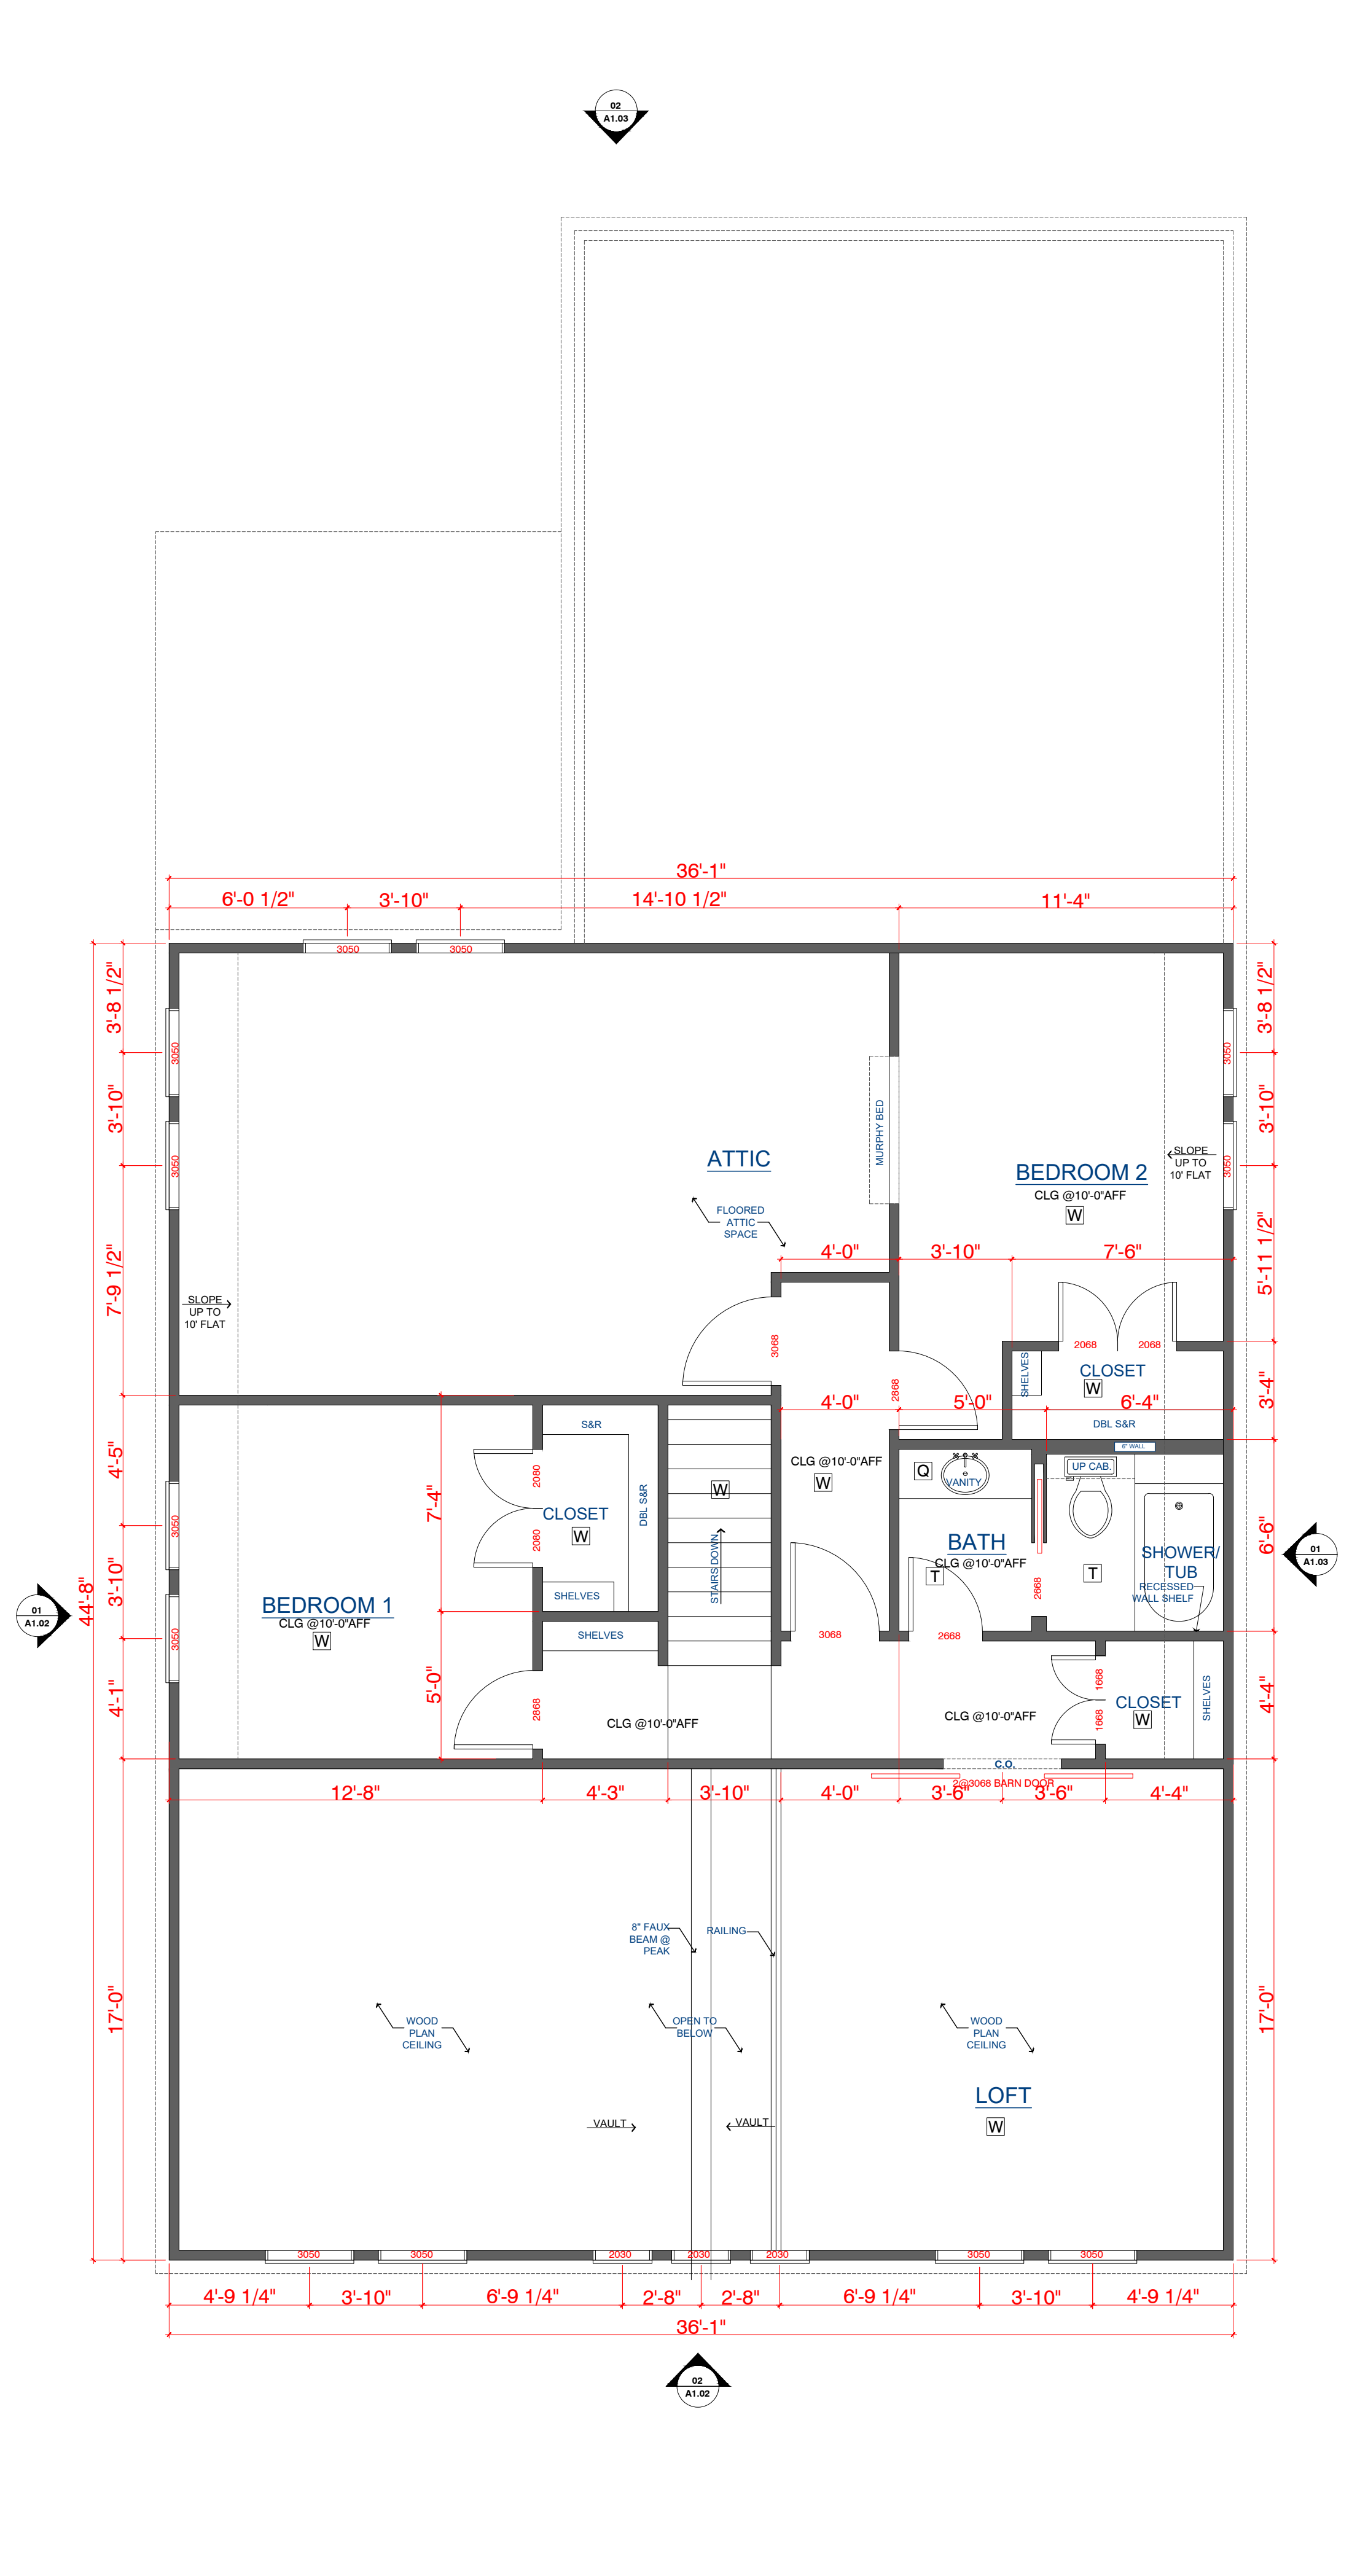 02
A1.03
36'-1"
6'-0 1/2"
3'-10"
14'-10 1/2"
11'-4"
3050
3050
3'-8 1/2"
3'-8 1/2"
3050
3050
3'-10"
3'-10"
MURPHY BED
3050
3050
ATTIC
BEDROOM 2
CLG @10'-0"AFF
W
SLOPE
UP TO
10' FLAT
FLOORED
ATTIC
SPACE
4'-0"
3'-10"
7'-6"
7'-9 1/2"
5'-11 1/2"
SLOPE
UP TO
10' FLAT
3068
2068
2068
SHELVES
CLOSET
W
2868
3'-4"
4'-0"
5'-0"
6'-4"
DBL S&R
S&R
6" WALL
4'-5"
CLG @10'-0"AFF
W
Q
VANITY
UP CAB.
2080
7'-4"
DBL S&R
W
CLOSET
W
2080
3050
BATH
CLG @10'-0"AFF
T
T
SHOWER/
TUB
RECESSED
WALL SHELF
6'-6"
01
A1.03
STAIRS DOWN
2668
3'-10"
44'-8"
SHELVES
01
A1.02
BEDROOM 1
CLG @10'-0"AFF
W
3050
SHELVES
3068
2668
4'-1"
5'-0"
2868
CLG @10'-0"AFF
CLG @10'-0"AFF
1668
1668
CLOSET
W
SHELVES
4'-4"
C.O.
2@3068 BARN DOOR
12'-8"
4'-3"
3'-10"
4'-0"
3'-6"
3'-6"
4'-4"
8" FAUX
BEAM @
PEAK
RAILING
17'-0"
17'-0"
WOOD
PLAN
CEILING
OPEN TO
BELOW
WOOD
PLAN
CEILING
LOFT
W
VAULT
VAULT
3050
3050
2030
2030
2030
3050
3050
4'-9 1/4"
3'-10"
6'-9 1/4"
2'-8"
2'-8"
6'-9 1/4"
3'-10"
4'-9 1/4"
36'-1"
02
A1.02